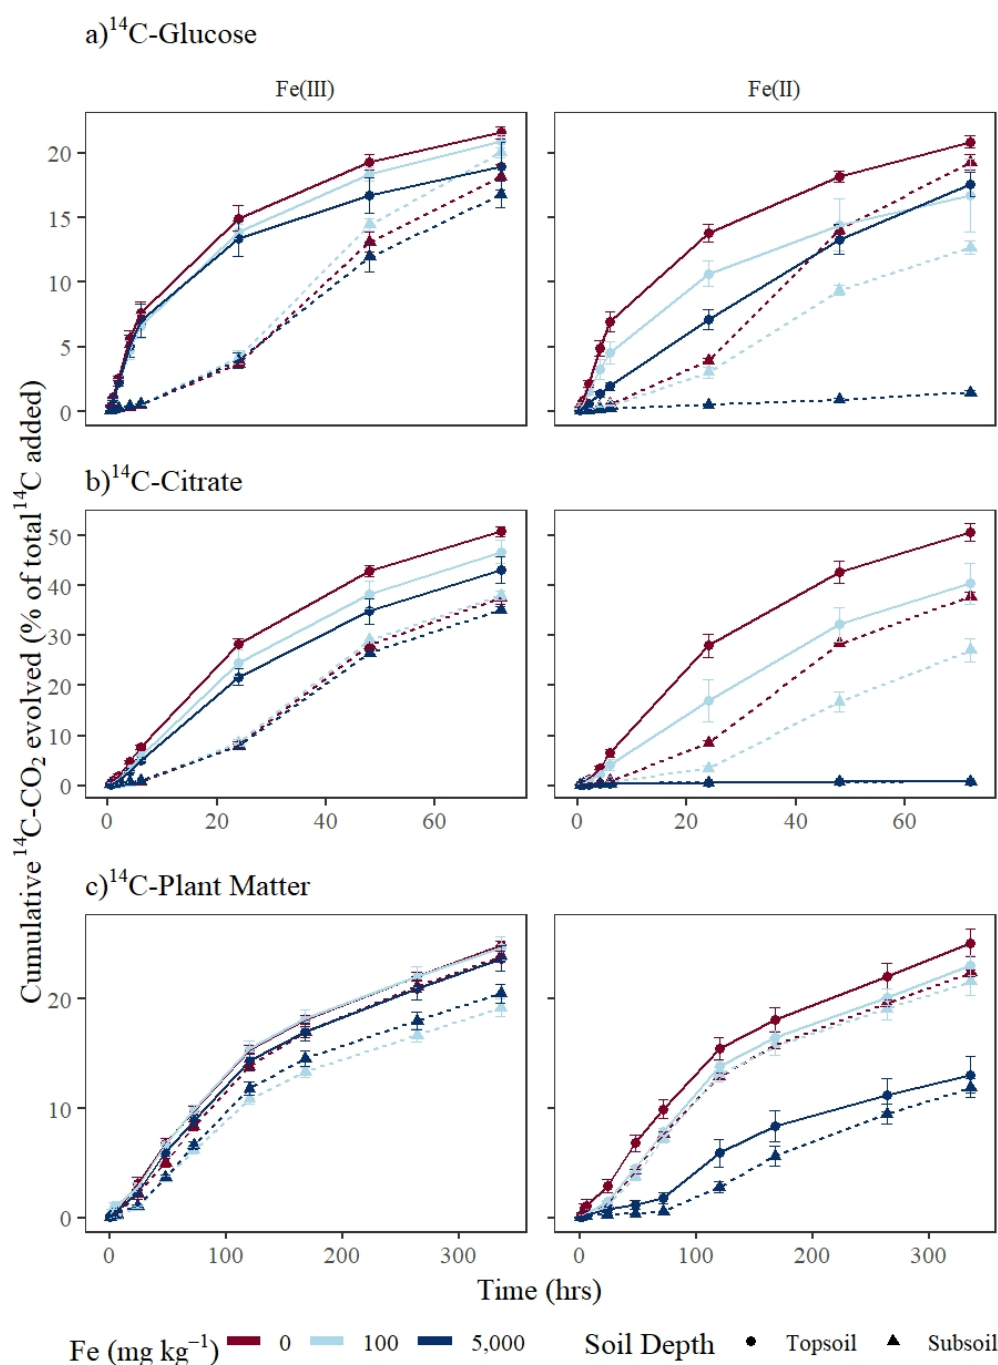 a)¹⁴C-Glucose
Fe(III) Fe(II)
20
15
10
5
0
b)¹⁴C-Citrate
50
40
30
20
10
0
0 20 40 60 0 20 40 60
c)¹⁴C-Plant Matter
20
10
0
0 100 200 300 0 100 200 300
Cumulative ¹⁴C-CO₂ evolved (% of total ¹⁴C added)
Time (hrs)
Fe (mg kg⁻¹) 0 100 5,000 Soil Depth Topsoil Subsoil